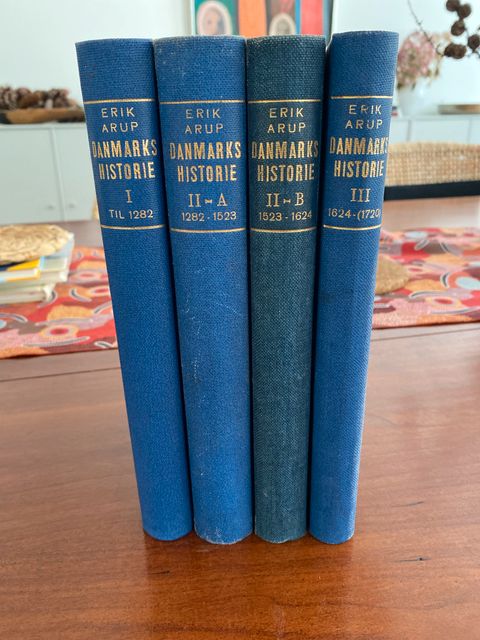 ERIK
ARUP
DANMARKS
HISTORIE
I
TIL 1282
ERIK
ARUP
DANMARKS
HISTORIE
II-A
1282-1523
ERIK
ARUP
DANMARKS
HISTORIE
II-B
1523-1624
ERIK
ARUP
DANMARKS
HISTORIE
III
1624-(1720)